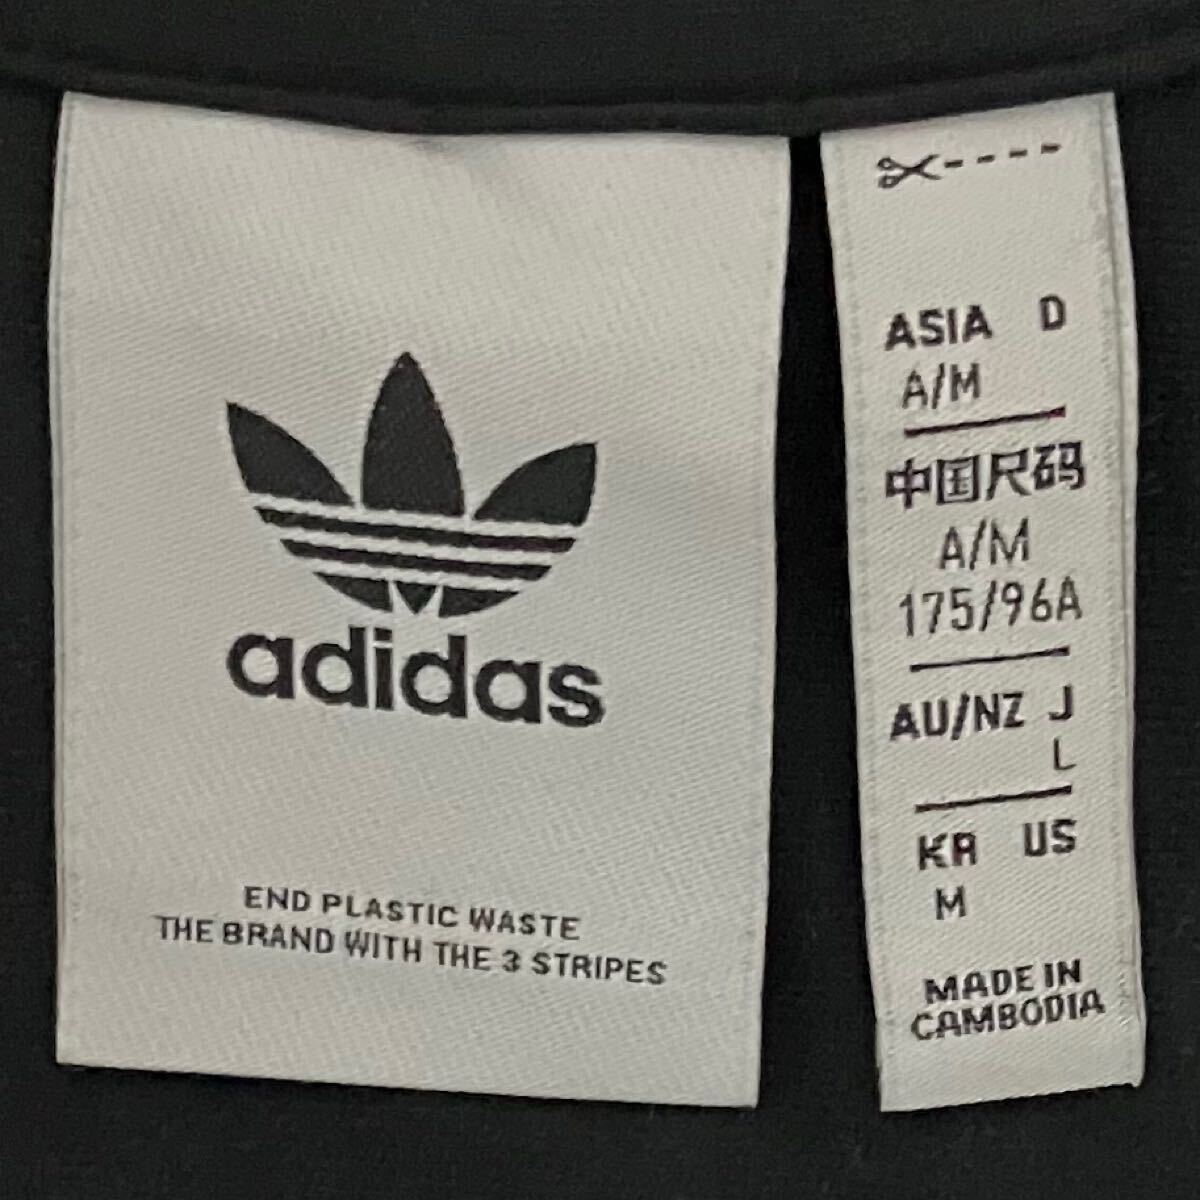 adidas
END PLASTIC WASTE
THE BRAND WITH THE 3 STRIPES
ASIA D
A/M
中国尺码
A/M
175/96A
AU/NZ J
L
KR US
M
MADE IN
CAMBODIA